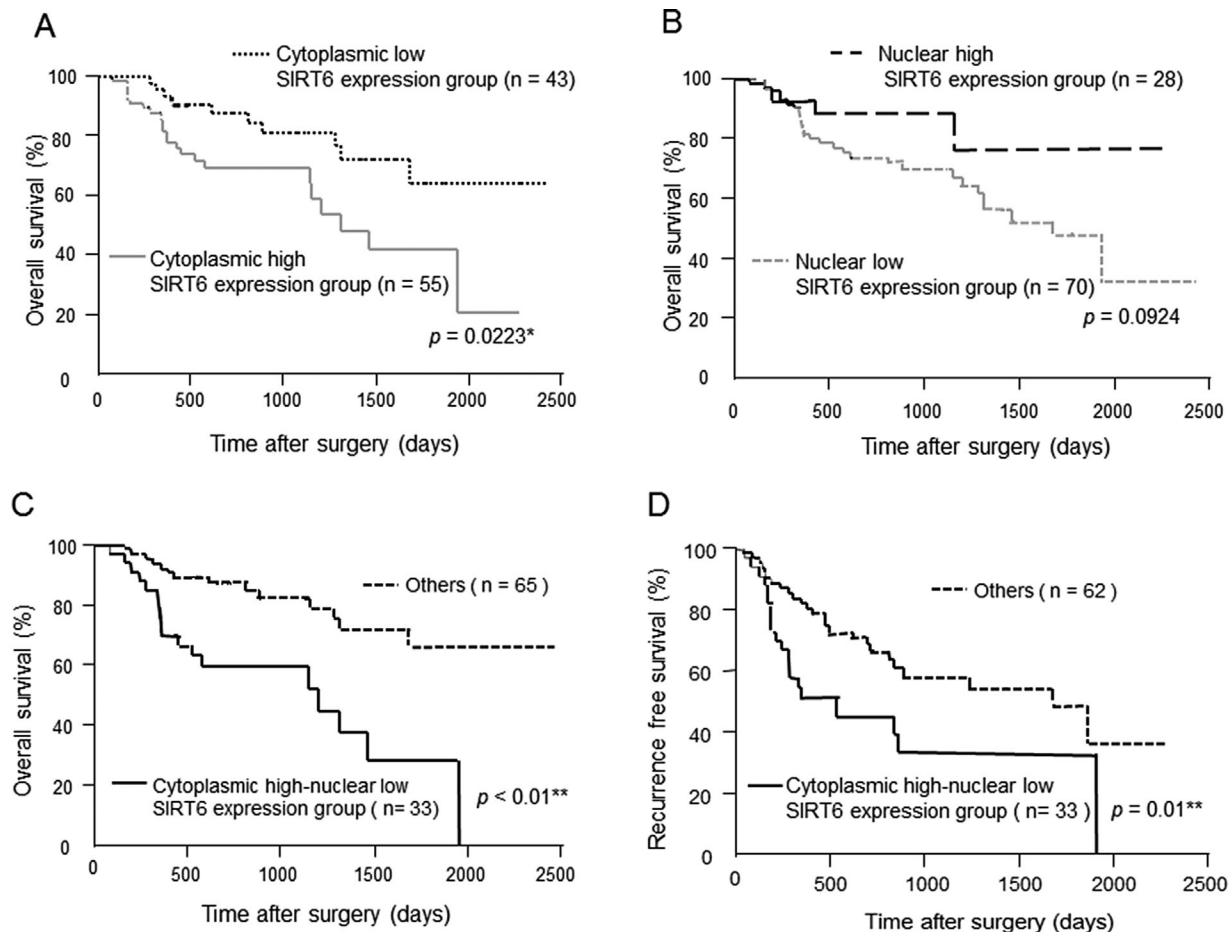 A
Cytoplasmic low
SIRT6 expression group (n = 43)
100
80
60
40
20
0
Overall survival (%)
Cytoplasmic high
SIRT6 expression group (n = 55)
p = 0.0223*
0 500 1000 1500 2000 2500
Time after surgery (days)
B
Nuclear high
SIRT6 expression group (n = 28)
100
80
60
40
20
0
Overall survival (%)
Nuclear low
SIRT6 expression group (n = 70)
p = 0.0924
0 500 1000 1500 2000 2500
Time after surgery (days)
C
100
80
60
40
20
0
Overall survival (%)
Others ( n = 65)
Cytoplasmic high-nuclear low
SIRT6 expression group ( n= 33)
p < 0.01**
0 500 1000 1500 2000 2500
Time after surgery (days)
D
100
80
60
40
20
0
Recurrence free survival (%)
Others ( n = 62)
Cytoplasmic high-nuclear low
SIRT6 expression group ( n= 33 )
p = 0.01**
0 500 1000 1500 2000 2500
Time after surgery (days)